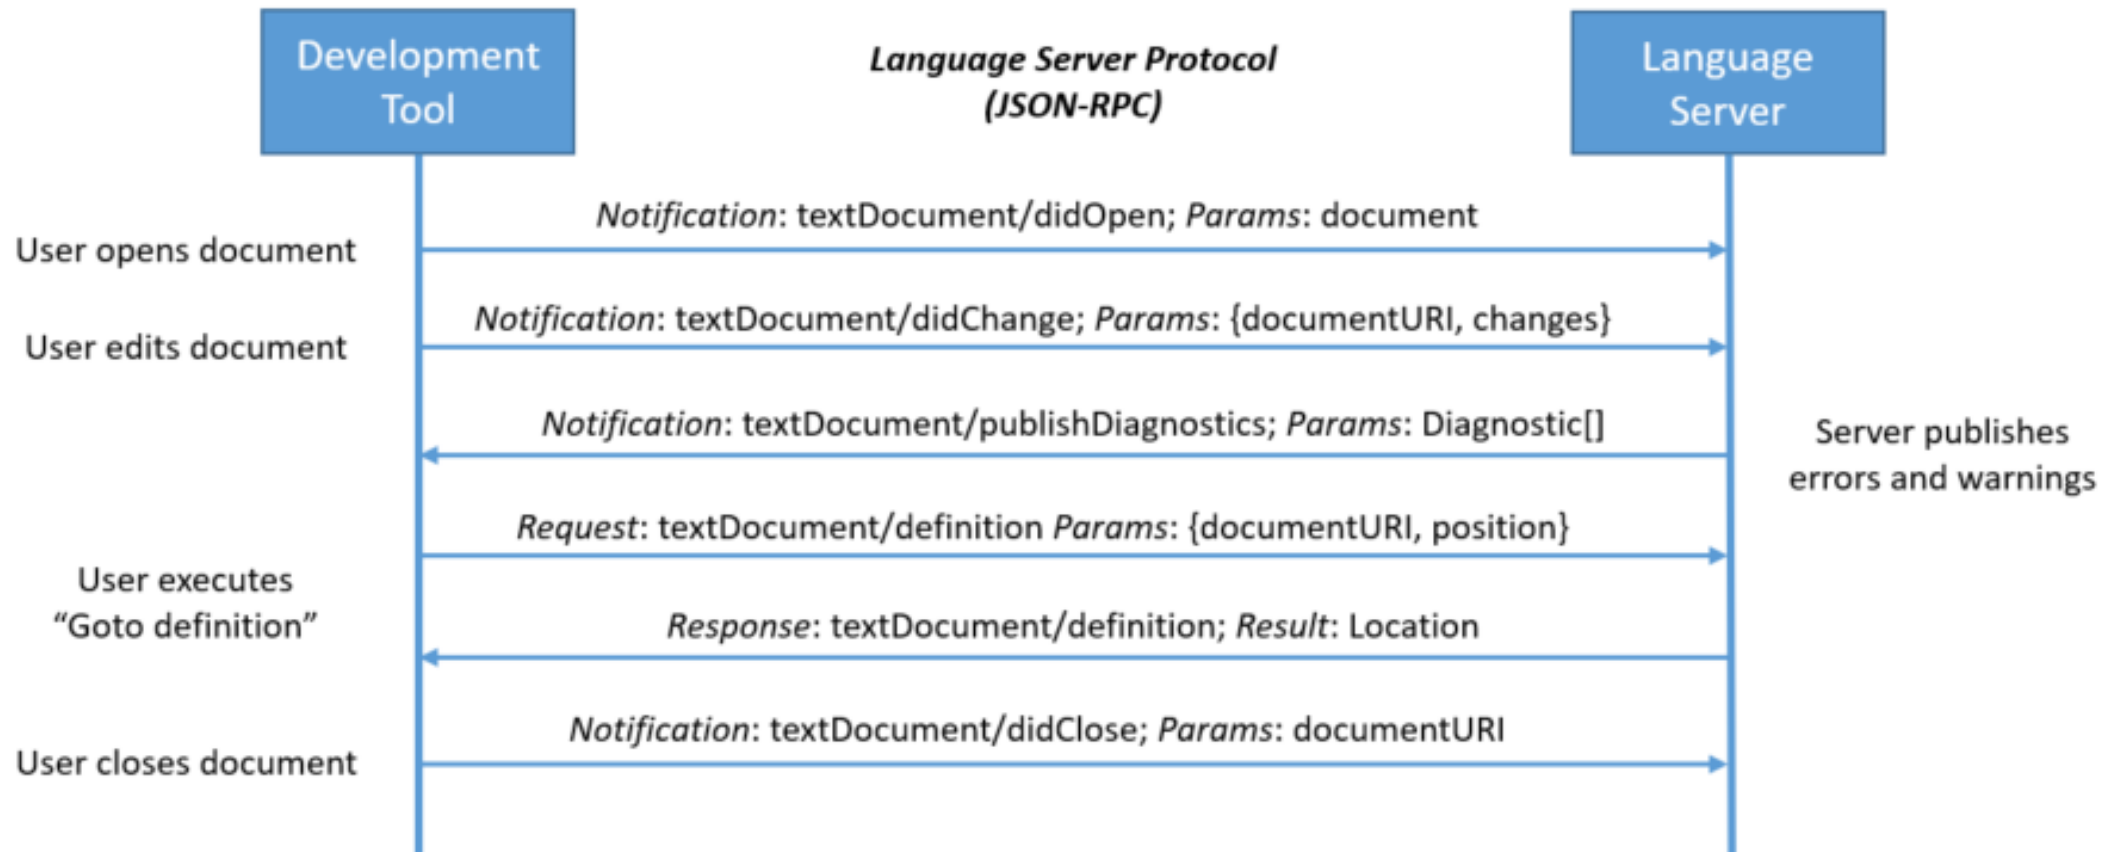 Development
Tool
Language Server Protocol
(JSON-RPC)
Language
Server
Notification: textDocument/didOpen; Params: document
User opens document
Notification: textDocument/didChange; Params: {documentURI, changes}
User edits document
Notification: textDocument/publishDiagnostics; Params: Diagnostic[]
Server publishes
errors and warnings
Request: textDocument/definition Params: {documentURI, position}
User executes
“Goto definition”
Response: textDocument/definition; Result: Location
Notification: textDocument/didClose; Params: documentURI
User closes document